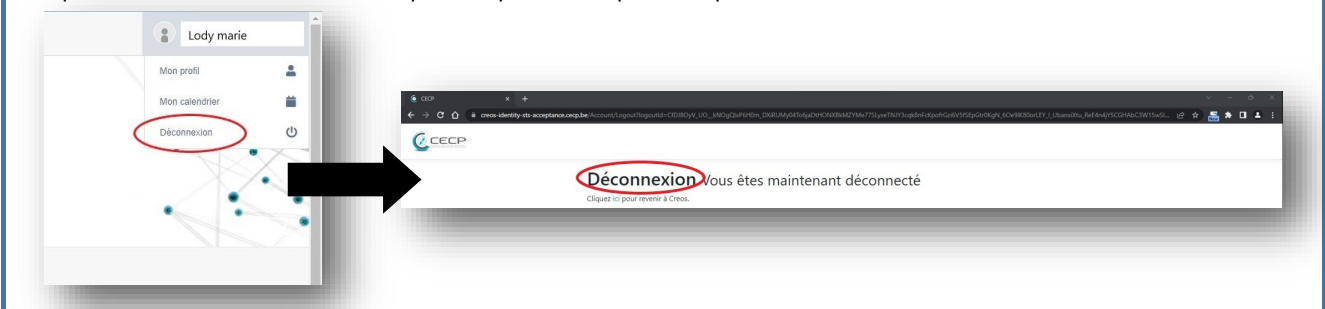 Lody marie
Mon profil
Mon calendrier
Déconnexion
CECP
CECP
Déconnexion Vous êtes maintenant déconnecté
Cliquez ici pour revenir à Creos.